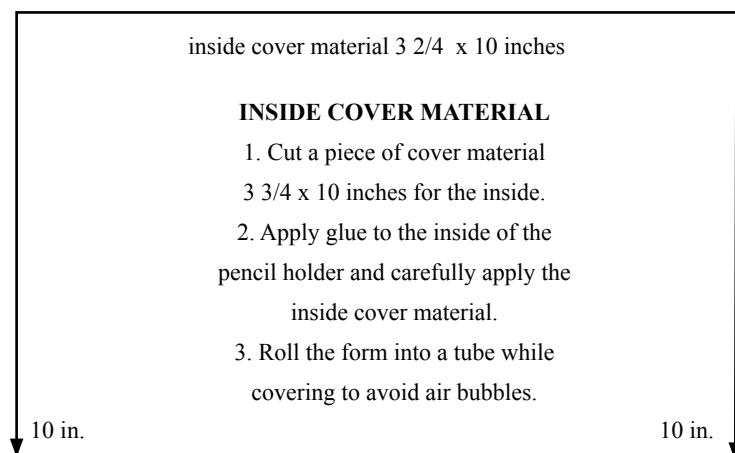 inside cover material 3 2/4 x 10 inches
INSIDE COVER MATERIAL
1. Cut a piece of cover material
3 3/4 x 10 inches for the inside.
2. Apply glue to the inside of the
pencil holder and carefully apply the
inside cover material.
3. Roll the form into a tube while
covering to avoid air bubbles.
10 in.
10 in.